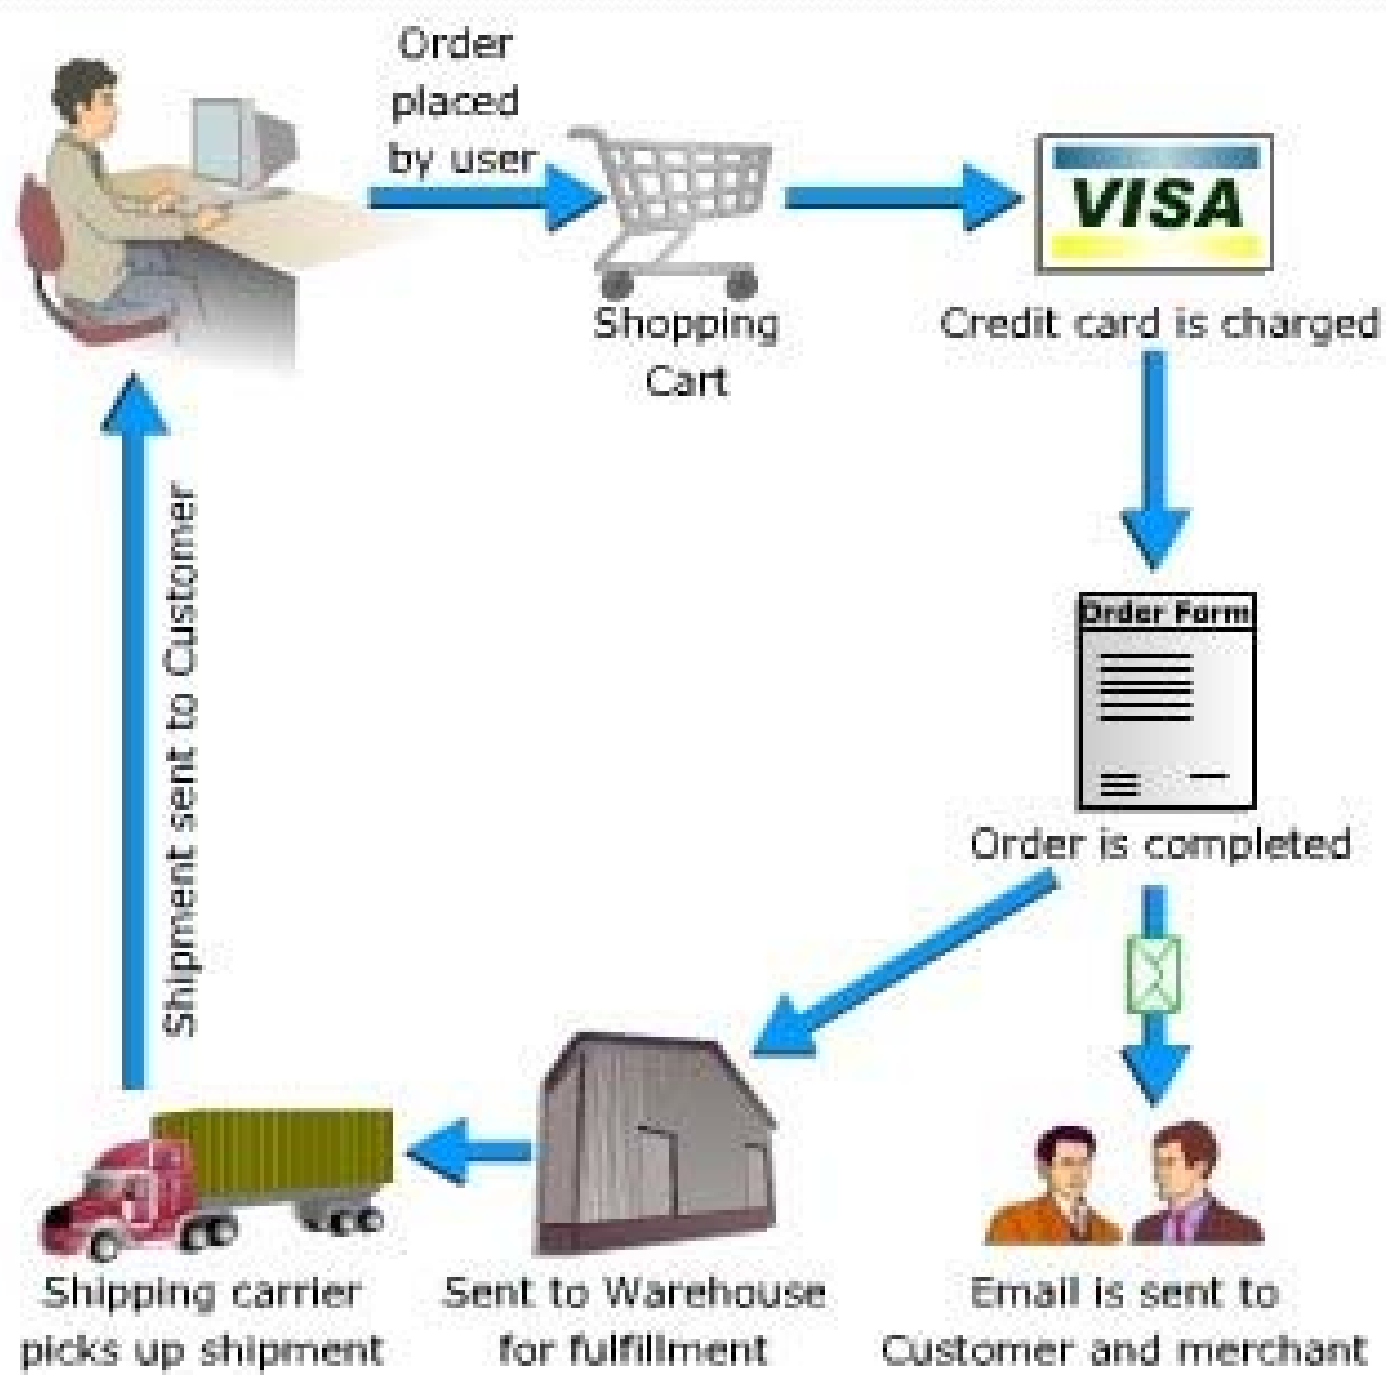 Order
placed
by user
Shopping
Cart
VISA
Credit card is charged
Order Form
Order is completed
Shipment sent to Customer
Shipping carrier
picks up shipment
Sent to Warehouse
for fulfillment
Email is sent to
Customer and merchant